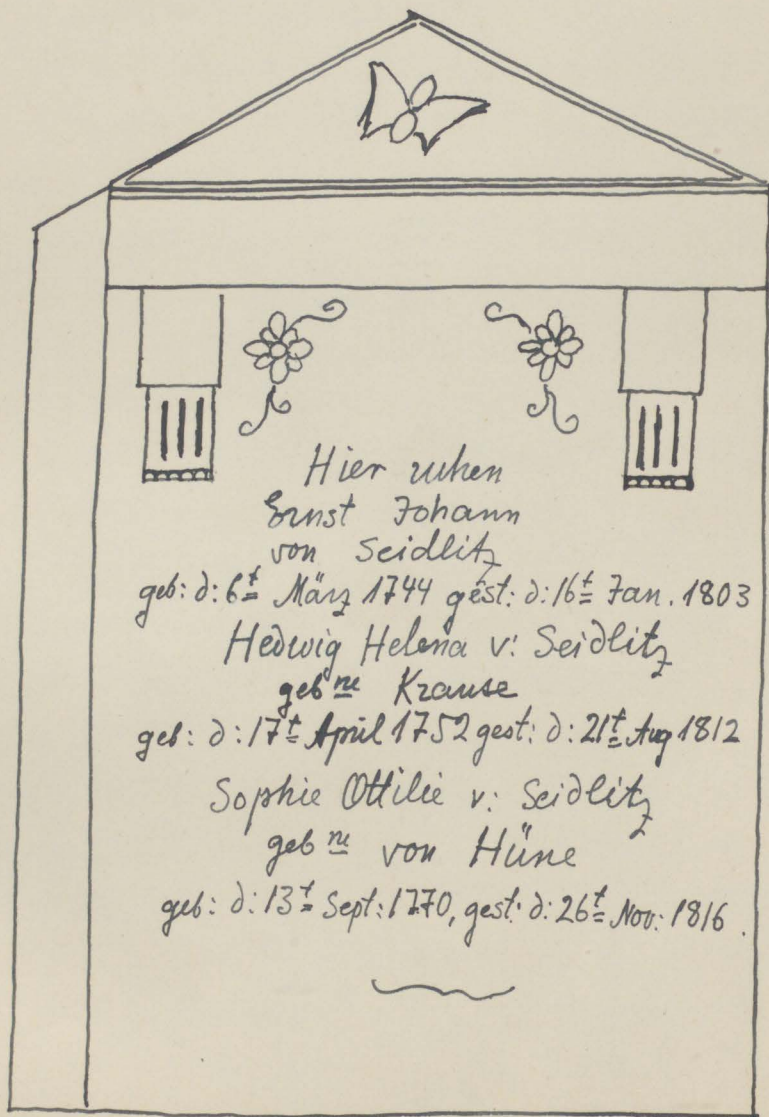 Hier ruhen
Ernst Johann
von Seidlitz
geb: d: 6t März 1744 gest: d: 16t Jan. 1803
Hedwig Helena v: Seidlitz
gebne Krause
geb: d: 17t April 1752 gest: d: 21t Aug 1812
Sophie Ottilie v: Seidlitz
gebne von Hüne
geb: d: 13t Sept: 1770, gest: d: 26t Nov: 1816.